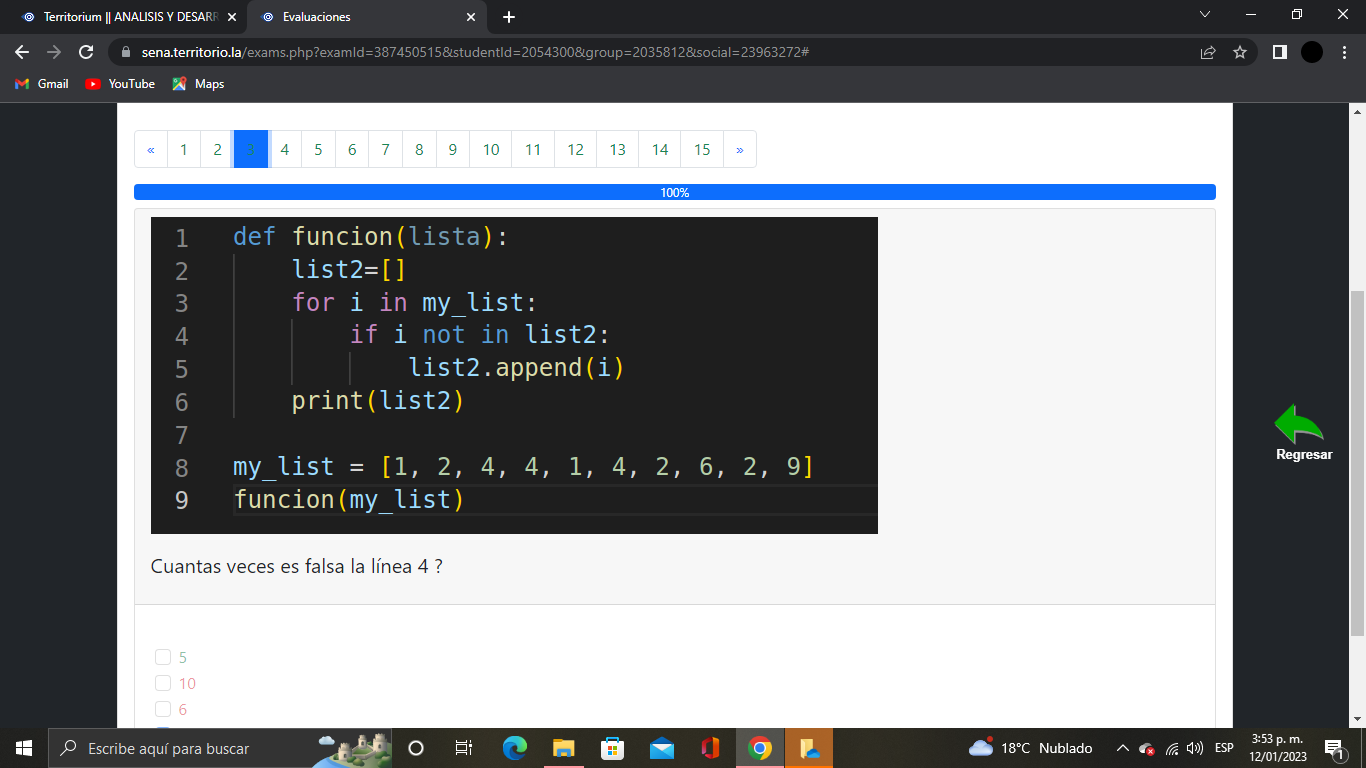 Territorium || ANALISIS Y DESARR
Evaluaciones
sena.territorio.la/exams.php?examId=387450515&studentId=2054300&group=2035812&social=23963272#
Gmail YouTube Maps
« 1 2 3 4 5 6 7 8 9 10 11 12 13 14 15 »
100%
1 def funcion(lista):
2 list2=[]
3 for i in my_list:
4 if i not in list2:
5 list2.append(i)
6 print(list2)
7
8 my_list = [1, 2, 4, 4, 1, 4, 2, 6, 2, 9]
9 funcion(my_list)
Regresar
Cuantas veces es falsa la línea 4 ?
5
10
6
Escribe aquí para buscar
18°C Nublado
ESP
3:53 p. m.
12/01/2023
1